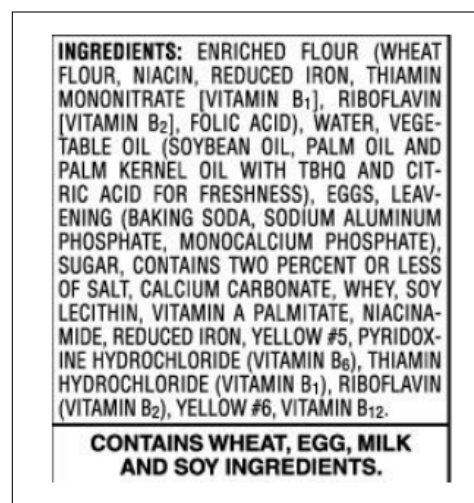 INGREDIENTS: ENRICHED FLOUR (WHEAT
FLOUR, NIACIN, REDUCED IRON, THIAMIN
MONONITRATE [VITAMIN B₁], RIBOFLAVIN
[VITAMIN B₂], FOLIC ACID), WATER, VEGE-
TABLE OIL (SOYBEAN OIL, PALM OIL AND
PALM KERNEL OIL WITH TBHQ AND CIT-
RIC ACID FOR FRESHNESS), EGGS, LEAV-
ENING (BAKING SODA, SODIUM ALUMINUM
PHOSPHATE, MONOCALCIUM PHOSPHATE),
SUGAR, CONTAINS TWO PERCENT OR LESS
OF SALT, CALCIUM CARBONATE, WHEY, SOY
LECITHIN, VITAMIN A PALMITATE, NIACINA-
MIDE, REDUCED IRON, YELLOW #5, PYRIDOX-
INE HYDROCHLORIDE (VITAMIN B₆), THIAMIN
HYDROCHLORIDE (VITAMIN B₁), RIBOFLAVIN
(VITAMIN B₂), YELLOW #6, VITAMIN B₁₂.
CONTAINS WHEAT, EGG, MILK
AND SOY INGREDIENTS.